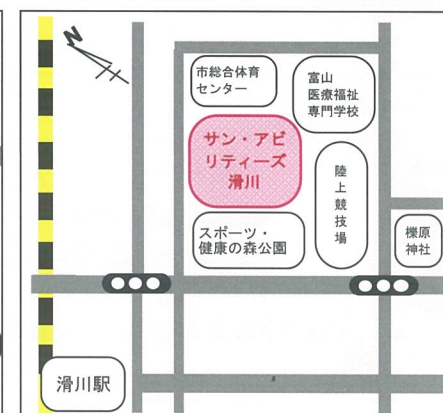 N
市総合体育
センター
富山
医療福祉
専門学校
サン・アビ
リティーズ
滑川
陸上競技場
スポーツ・
健康の森公園
櫟原
神社
滑川駅